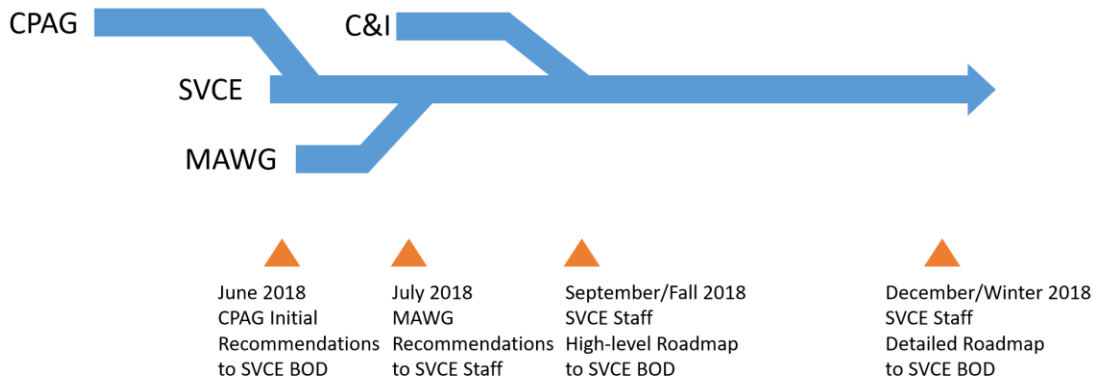 CPAG
C&I
SVCE
MAWG
June 2018
CPAG Initial
Recommendations
to SVCE BOD
July 2018
MAWG
Recommendations
to SVCE Staff
September/Fall 2018
SVCE Staff
High-level Roadmap
to SVCE BOD
December/Winter 2018
SVCE Staff
Detailed Roadmap
to SVCE BOD